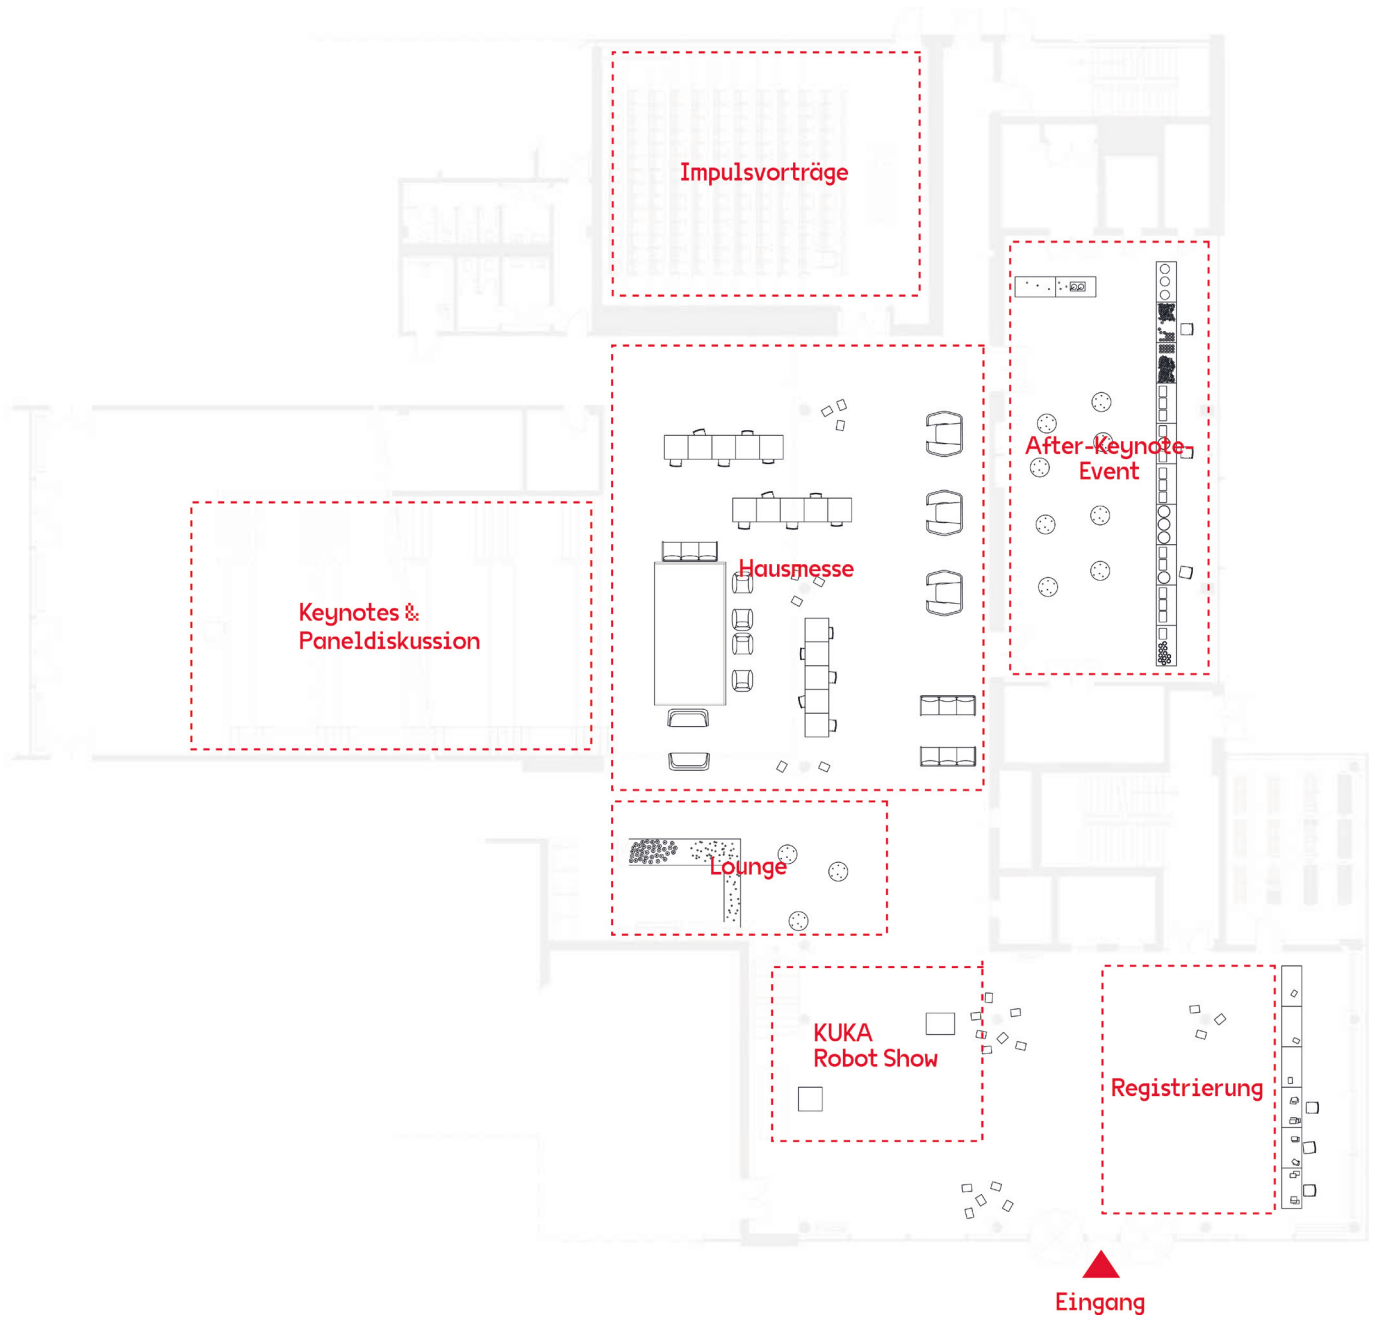 Impulsvorträge
After-Keynote-
Event
Hausmesse
Keynotes &
Paneldiskussion
Lounge
KUKA
Robot Show
Registrierung
Eingang